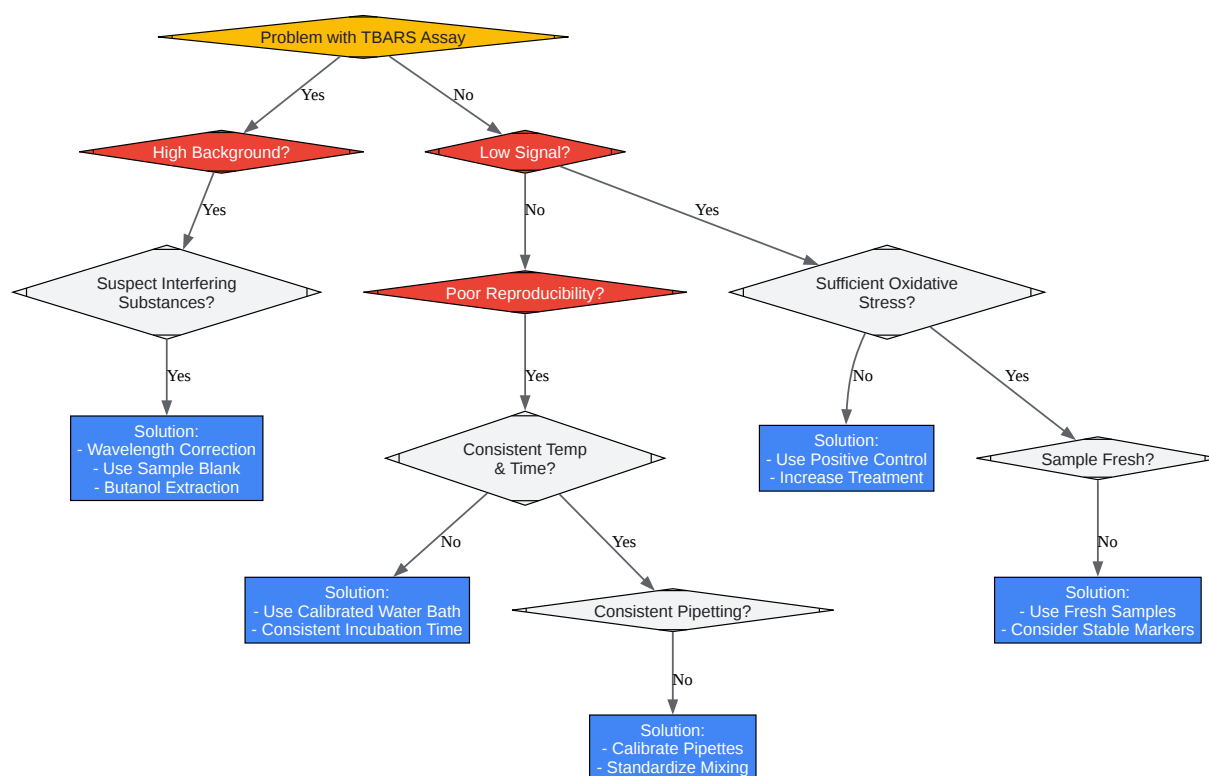 Problem with TBARS Assay
Yes
No
High Background?
Low Signal?
Yes
No
Yes
Suspect Interfering
Substances?
Poor Reproducibility?
Sufficient Oxidative
Stress?
Yes
Yes
No
Yes
Solution:
- Wavelength Correction
- Use Sample Blank
- Butanol Extraction
Consistent Temp
& Time?
Solution:
- Use Positive Control
- Increase Treatment
Sample Fresh?
No
Yes
No
Solution:
- Use Calibrated Water Bath
- Consistent Incubation Time
Consistent Pipetting?
Solution:
- Use Fresh Samples
- Consider Stable Markers
No
Solution:
- Calibrate Pipettes
- Standardize Mixing